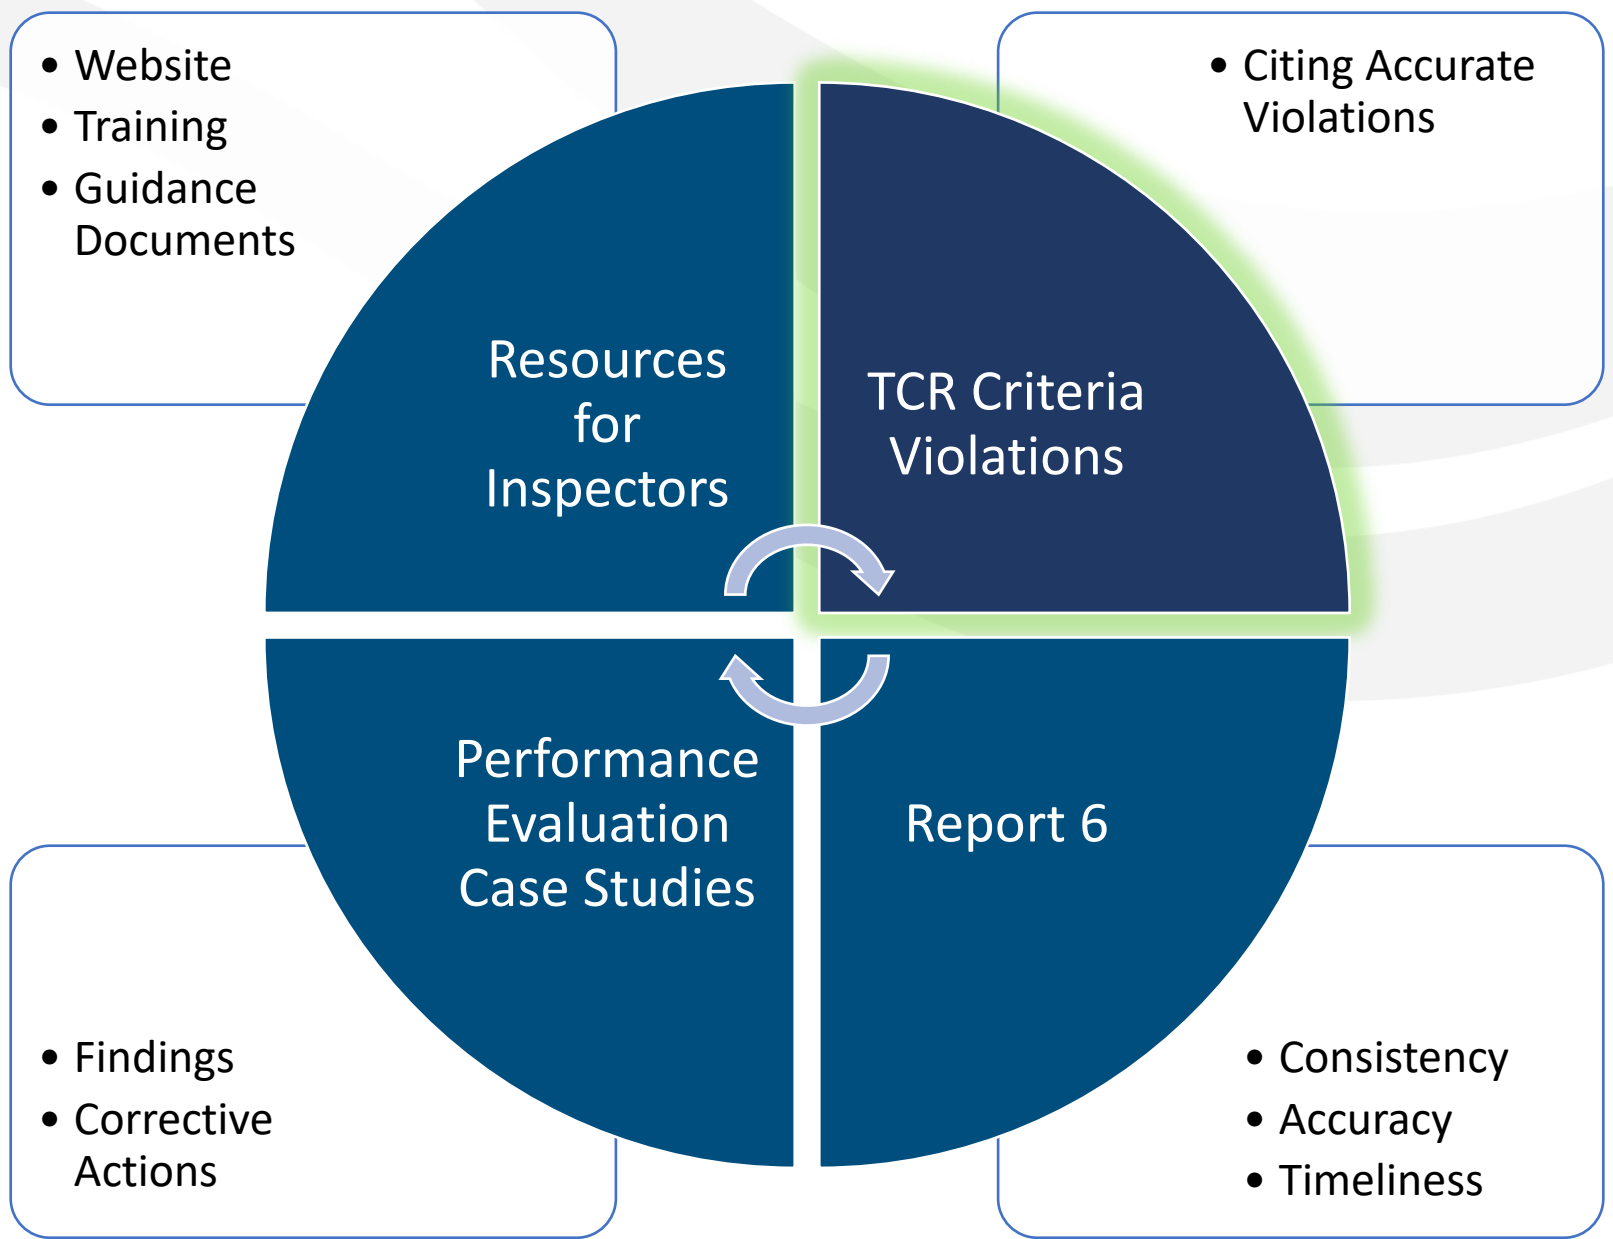 • Website
• Training
• Guidance
Documents
• Citing Accurate
Violations
Resources
for
Inspectors
TCR Criteria
Violations
Performance
Evaluation
Case Studies
Report 6
• Findings
• Corrective
Actions
• Consistency
• Accuracy
• Timeliness